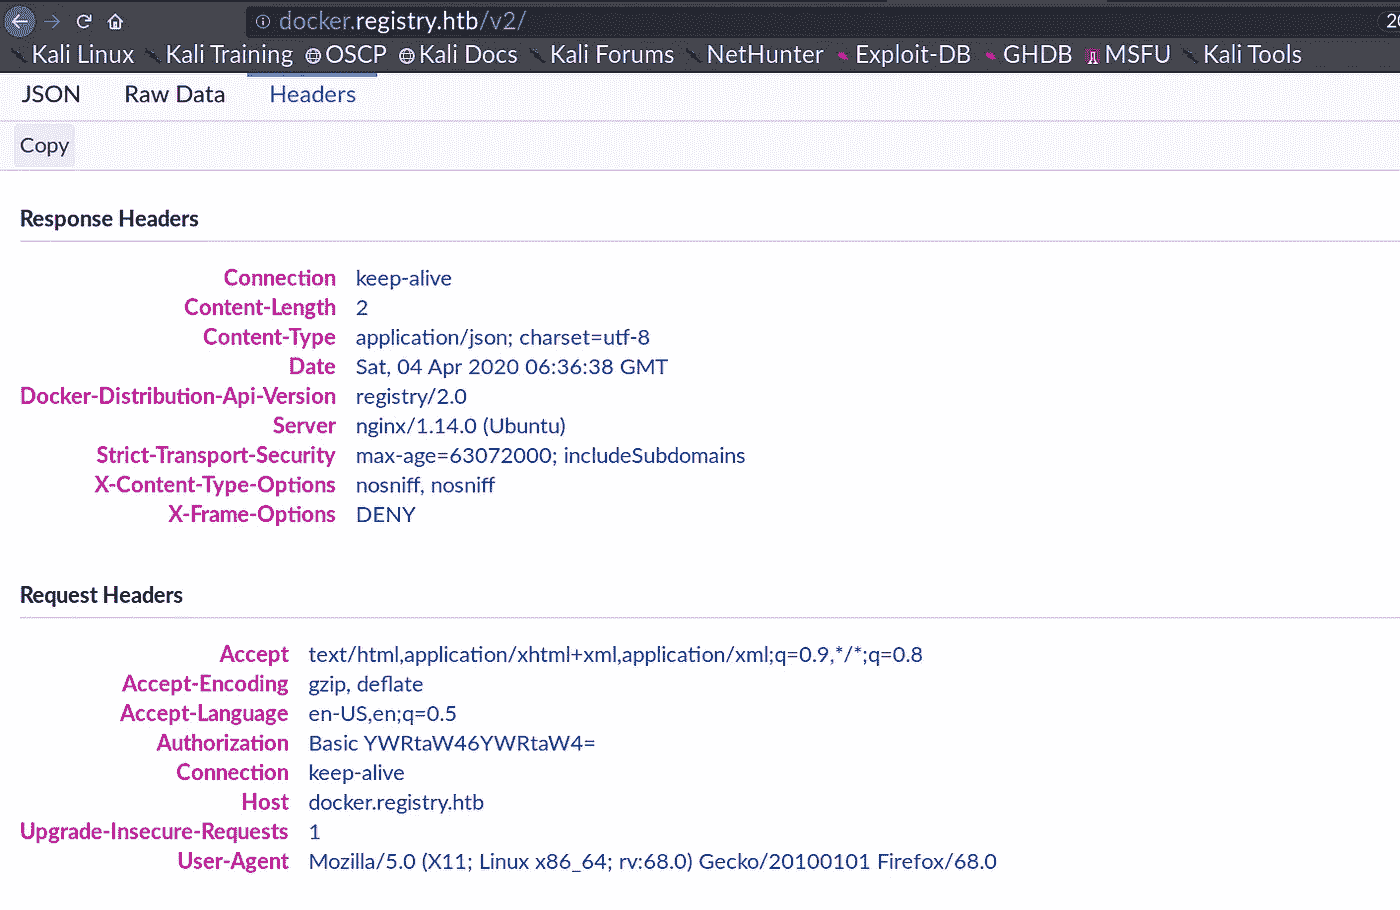 docker.registry.htb/v2/ 20
Kali Linux Kali Training OSCP Kali Docs Kali Forums NetHunter Exploit-DB GHDB MSFU Kali Tools
JSON Raw Data Headers
Copy
Response Headers
Connection keep-alive
Content-Length 2
Content-Type application/json; charset=utf-8
Date Sat, 04 Apr 2020 06:36:38 GMT
Docker-Distribution-Api-Version registry/2.0
Server nginx/1.14.0 (Ubuntu)
Strict-Transport-Security max-age=63072000; includeSubdomains
X-Content-Type-Options nosniff, nosniff
X-Frame-Options DENY
Request Headers
Accept text/html,application/xhtml+xml,application/xml;q=0.9,*/*;q=0.8
Accept-Encoding gzip, deflate
Accept-Language en-US,en;q=0.5
Authorization Basic YWRtaW46YWRtaW4=
Connection keep-alive
Host docker.registry.htb
Upgrade-Insecure-Requests 1
User-Agent Mozilla/5.0 (X11; Linux x86_64; rv:68.0) Gecko/20100101 Firefox/68.0